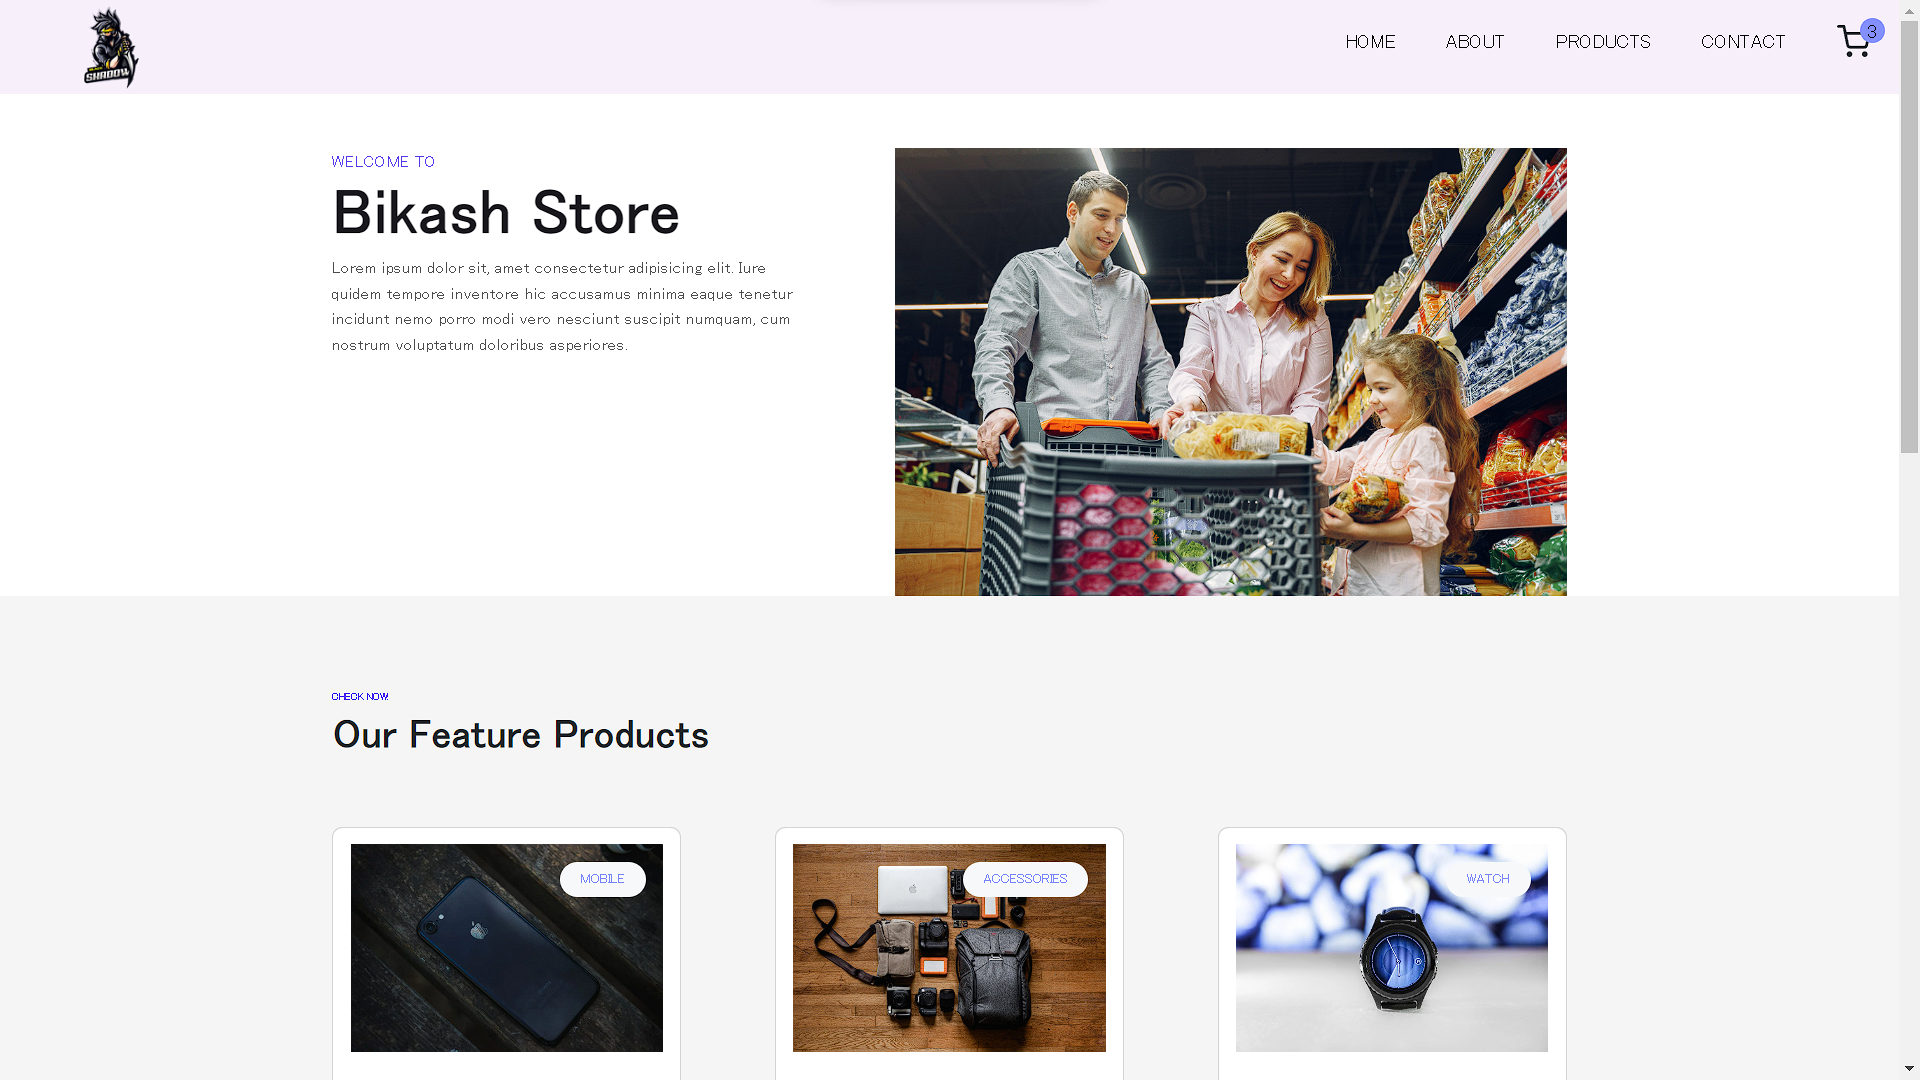 SHADOW
HOME
ABOUT
PRODUCTS
CONTACT
3
WELCOME TO
Bikash Store
Lorem ipsum dolor sit, amet consectetur adipisicing elit. Iure
quidem tempore inventore hic accusamus minima eaque tenetur
incidunt nemo porro modi vero nesciunt suscipit numquam, cum
nostrum voluptatum doloribus asperiores.
CHECK NOW
Our Feature Products
MOBILE
ACCESSORIES
WATCH